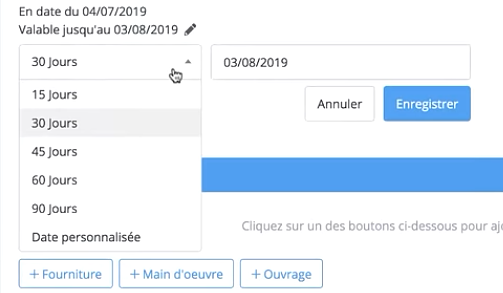 En date du 04/07/2019
Valable jusqu'au 03/08/2019
30 Jours
03/08/2019
15 Jours
30 Jours
45 Jours
60 Jours
90 Jours
Date personnalisée
Annuler
Enregistrer
Cliquez sur un des boutons ci-dessous pour
+ Fourniture
+ Main d'oeuvre
+ Ouvrage